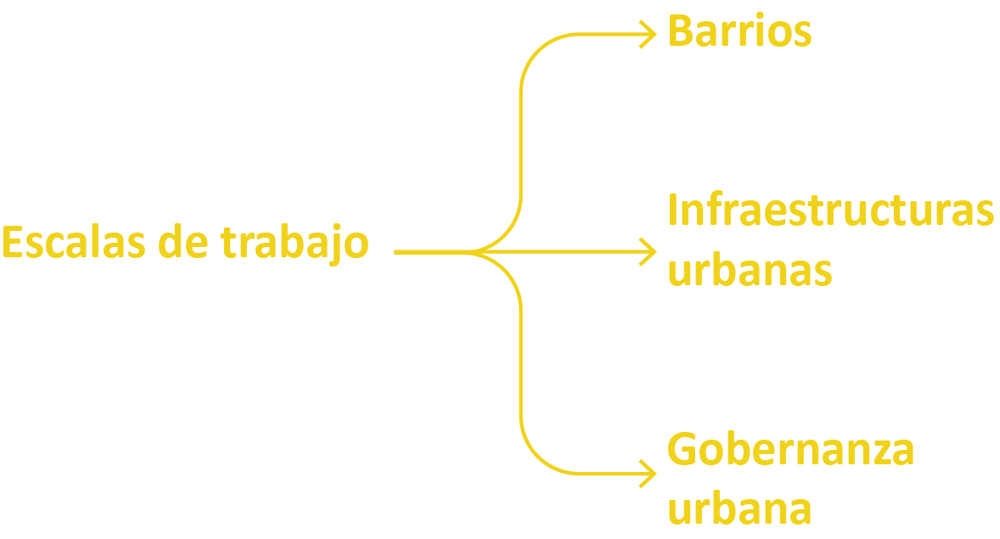 Escalas de trabajo
Barrios
Infraestructuras
urbanas
Gobernanza
urbana